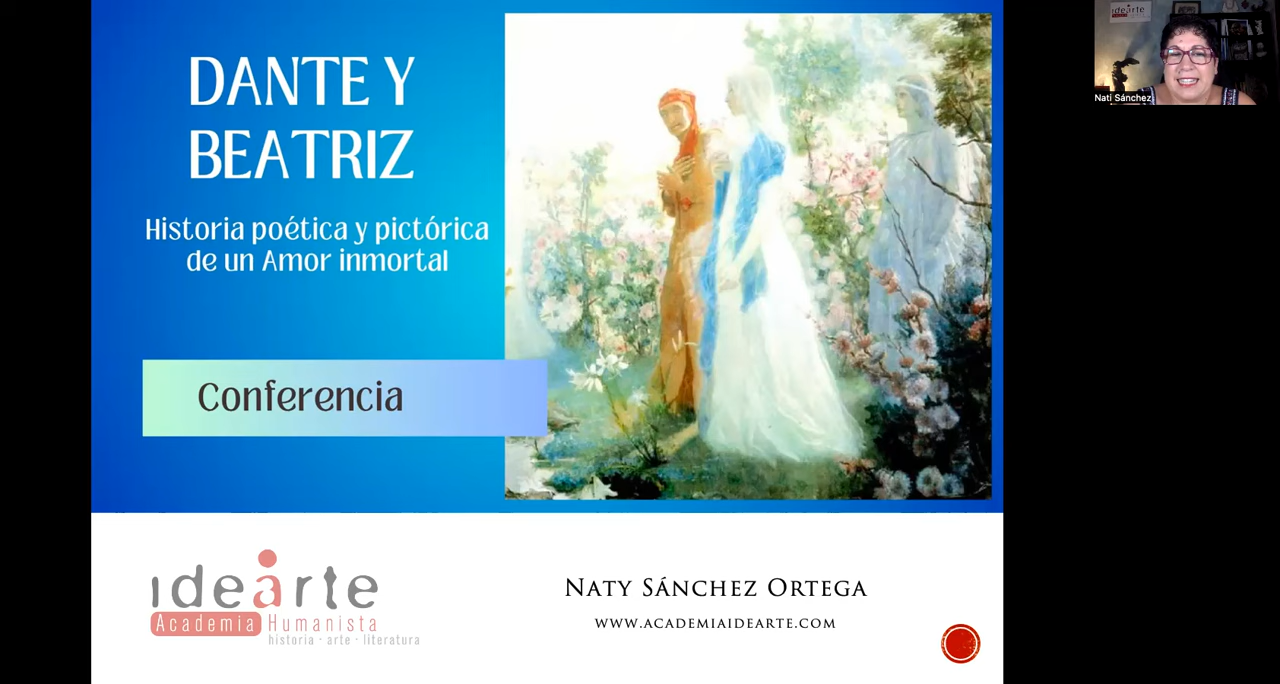 DANTE Y
BEATRIZ
Historia poética y pictórica
de un Amor inmortal
Conferencia
idearte
Academia Humanista
historia · arte · literatura
NATY SÁNCHEZ ORTEGA
WWW.ACADEMIAIDEARTE.COM
idearte
Nati Sánchez